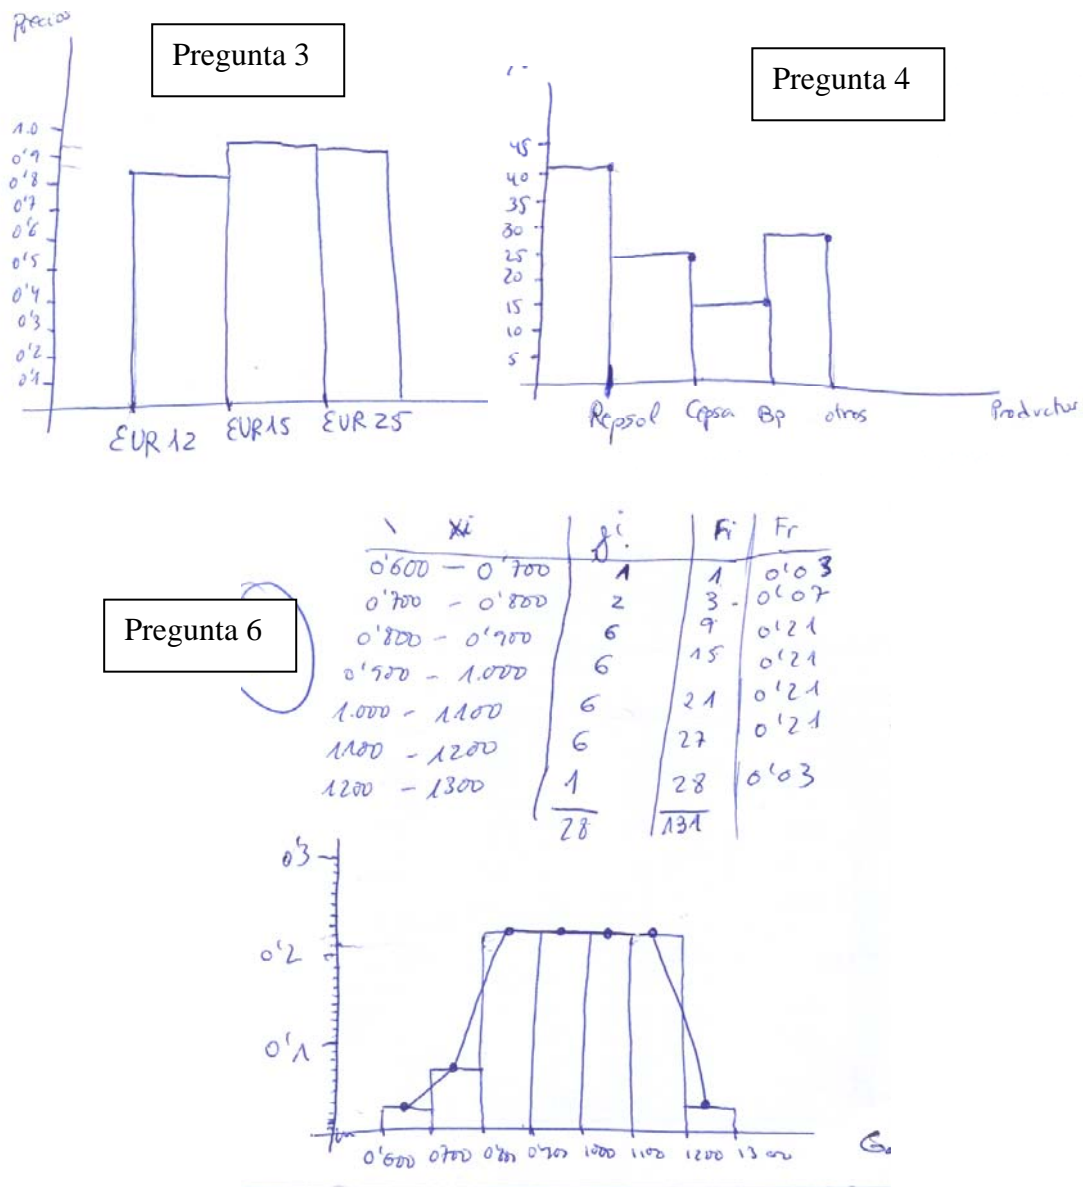 Precios
Pregunta 3
1.0
0'9
0'8
0'7
0'6
0'5
0'4
0'3
0'2
0'1
EUR 12 EUR15 EUR 25
Pregunta 4
45
40
35
30
25
20
15
10
5
Repsol Cepsa Bp otros Productos
Xi fi Fi Fr
0'600 - 0'700 1 1 0'03
0'700 - 0'800 2 3 - 0'07
0'800 - 0'900 6 9 0'21
0'900 - 1.000 6 15 0'21
1.000 - 1100 6 21 0'21
1100 - 1200 6 27 0'21
1200 - 1300 1 28 0'03
28 131
Pregunta 6
0'3
0'2
0'1
0'600 0700 0'800 0'900 1000 1100 1200 1300